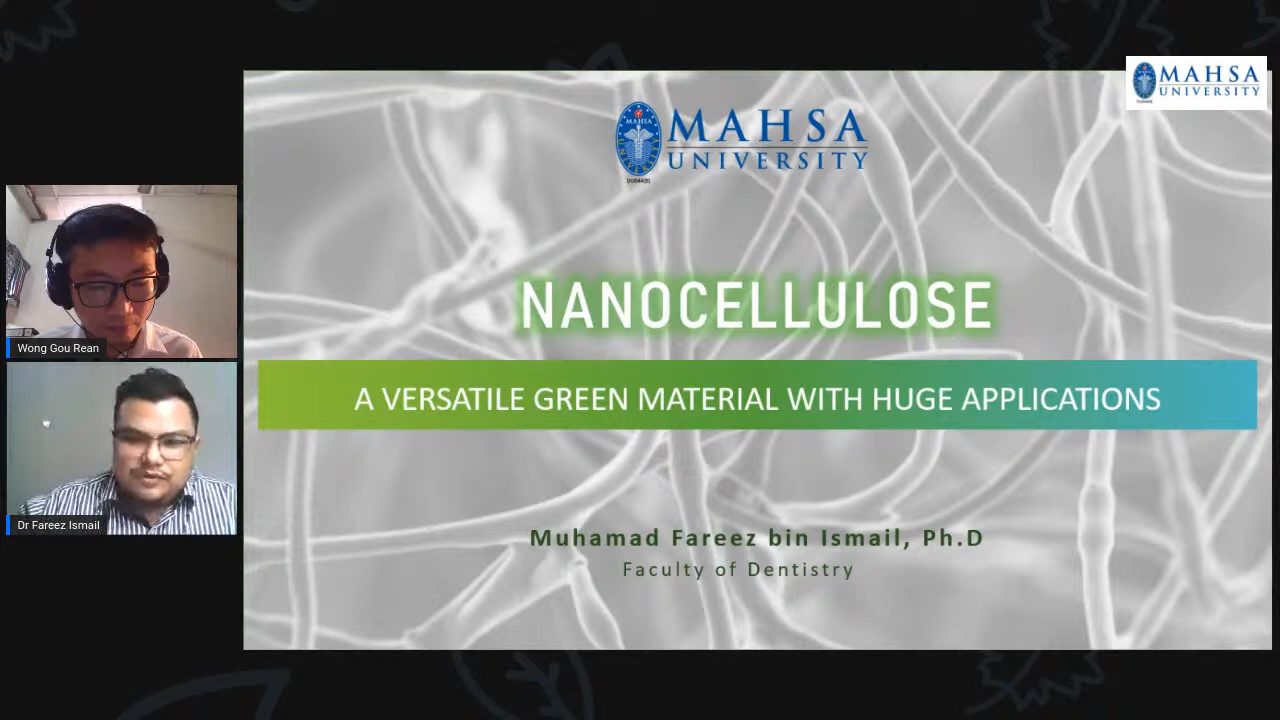 MAHSA
UNIVERSITY
MAHSA
UNIVERSITY
NANOCELLULOSE
A VERSATILE GREEN MATERIAL WITH HUGE APPLICATIONS
Wong Gou Rean
Dr Fareez Ismail
Muhamad Fareez bin Ismail, Ph.D
Faculty of Dentistry